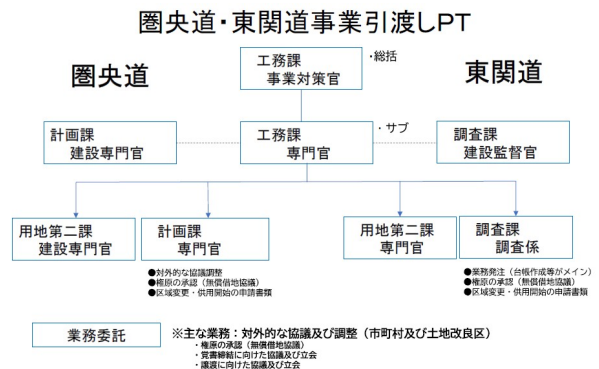 圏央道・東関道事業引渡しPT
圏央道
東関道
工務課
事業対策官
・総括
計画課
建設専門官
工務課
専門官
・サブ
調査課
建設監督官
用地第二課
建設専門官
計画課
専門官
用地第二課
専門官
調査課
調査係
●対外的な協議調整
●権原の承認（無償借地協議）
●区域変更・供用開始の申請書類
●業務発注（台帳作成等がメイン）
●権原の承認（無償借地協議）
●区域変更・供用開始の申請書類
業務委託
※主な業務：対外的な協議及び調整（市町村及び土地改良区）
・権原の承認（無償借地協議）
・覚書締結に向けた協議及び立会
・譲渡に向けた協議及び立会